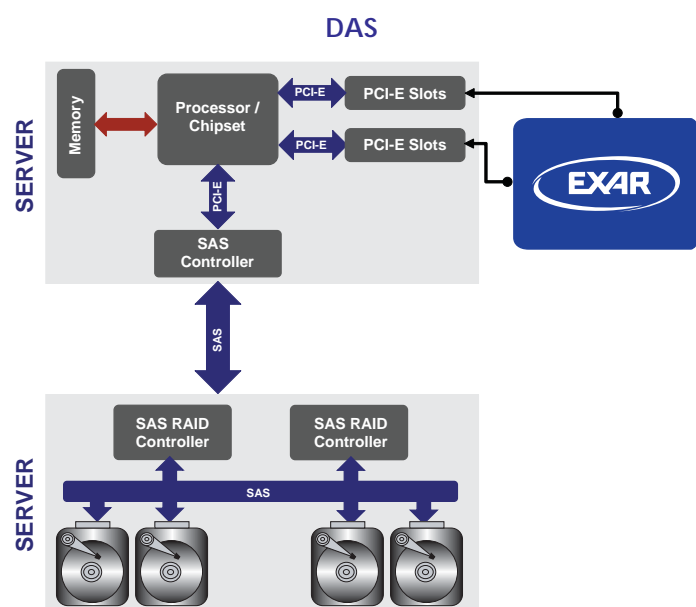 DAS
SERVER
Memory
Processor /
Chipset
PCI-E
PCI-E Slots
PCI-E
PCI-E Slots
PCI-E
SAS
Controller
EXAR
SAS
SERVER
SAS RAID
Controller
SAS RAID
Controller
SAS